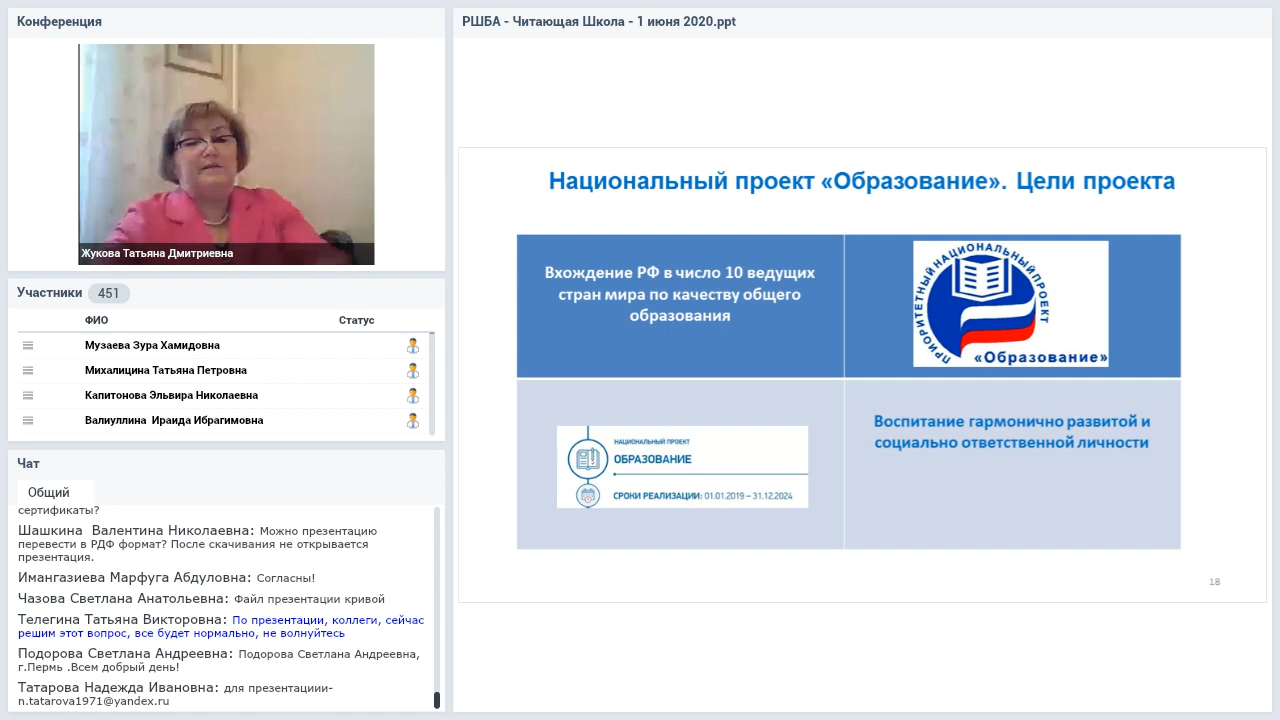 Конференция
Жукова Татьяна Дмитриевна
Участники 451
ФИО Статус
Музаева Зура Хамидовна
Михалицина Татьяна Петровна
Капитонова Эльвира Николаевна
Валиуллина  Ираида Ибрагимовна
Чат
Общий
сертификаты?
Шашкина  Валентина Николаевна: Можно презентацию
перевести в РДФ формат? После скачивания не открывается
презентация.
Имангазиева Марфуга Абдуловна: Согласны!
Чазова Светлана Анатольевна: Файл презентации кривой
Телегина Татьяна Викторовна: По презентации, коллеги, сейчас
решим этот вопрос, все будет нормально, не волнуйтесь
Подорова Светлана Андреевна: Подорова Светлана Андреевна,
г.Пермь .Всем добрый день!
Татарова Надежда Ивановна: для презентациии-
n.tatarova1971@yandex.ru
РШБА - Читающая Школа - 1 июня 2020.ppt
Национальный проект «Образование». Цели проекта
Вхождение РФ в число 10 ведущих
стран мира по качеству общего
образования
ПРИОРИТЕТНЫЙ НАЦИОНАЛЬНЫЙ ПРОЕКТ
«Образование»
НАЦИОНАЛЬНЫЙ ПРОЕКТ
ОБРАЗОВАНИЕ
СРОКИ РЕАЛИЗАЦИИ: 01.01.2019 – 31.12.2024
Воспитание гармонично развитой и
социально ответственной личности
18